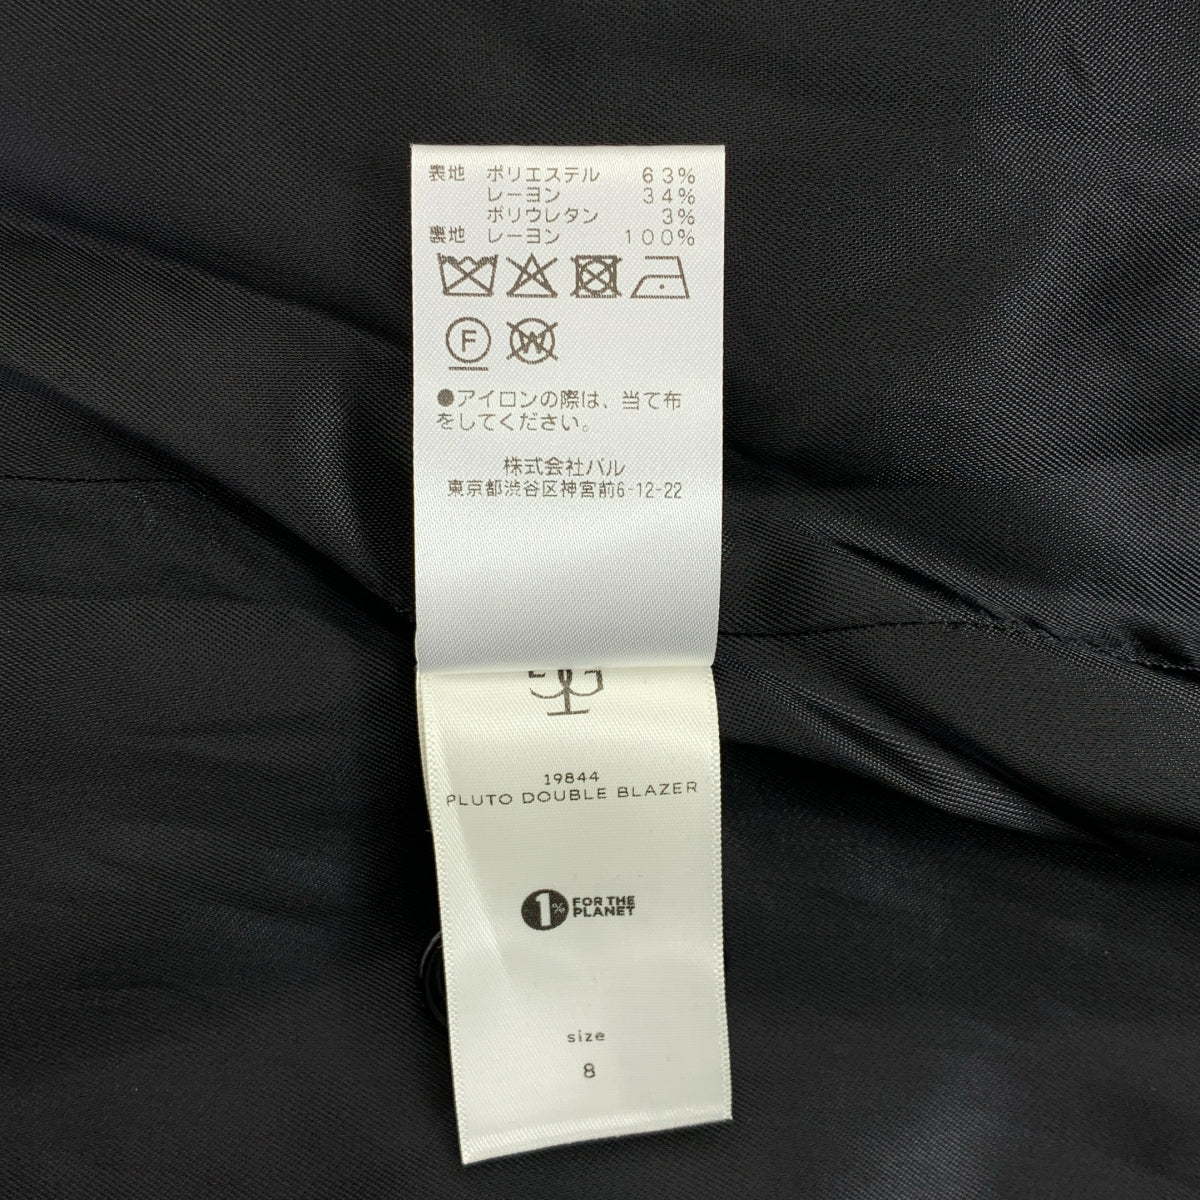 表地 ポリエステル 63%
レーヨン 34%
ポリウレタン 3%
裏地 レーヨン 100%
F W
●アイロンの際は、当て布
をしてください。
株式会社パル
東京都渋谷区神宮前6-12-22
19844
PLUTO DOUBLE BLAZER
1% FOR THE
PLANET
size
8